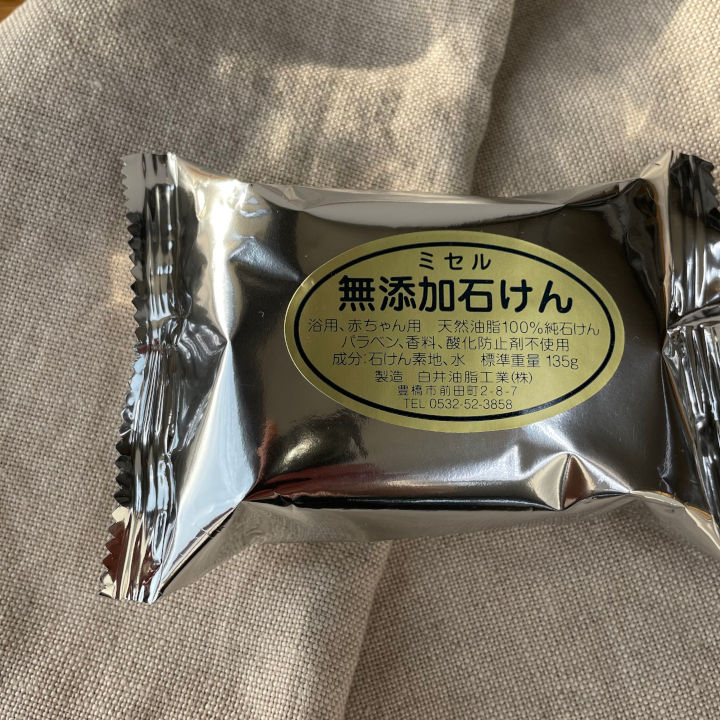 ミセル
無添加石けん
浴用、赤ちゃん用　天然油脂100%純石けん
パラベン、香料、酸化防止剤不使用
成分:石けん素地、水　標準重量 135g
製造　白井油脂工業(株)
豊橋市前田町2-8-7
TEL 0532-52-3858